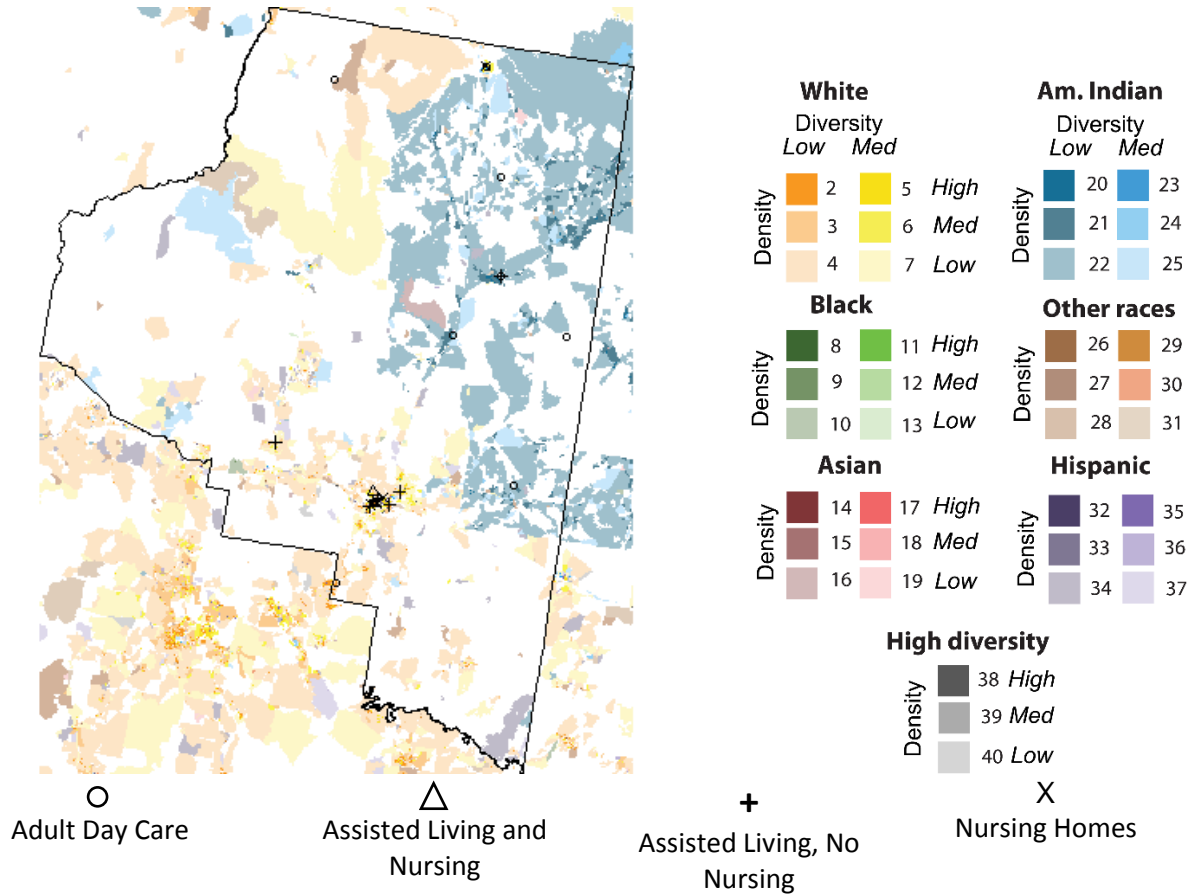 White
Diversity
Low Med
Density
2 5 High
3 6 Med
4 7 Low
Am. Indian
Diversity
Low Med
Density
20 23
21 24
22 25
Black
Density
8 11 High
9 12 Med
10 13 Low
Other races
Density
26 29
27 30
28 31
Asian
Density
14 17 High
15 18 Med
16 19 Low
Hispanic
Density
32 35
33 36
34 37
High diversity
Density
38 High
39 Med
40 Low
Adult Day Care
Assisted Living and
Nursing
Assisted Living, No
Nursing
X
Nursing Homes